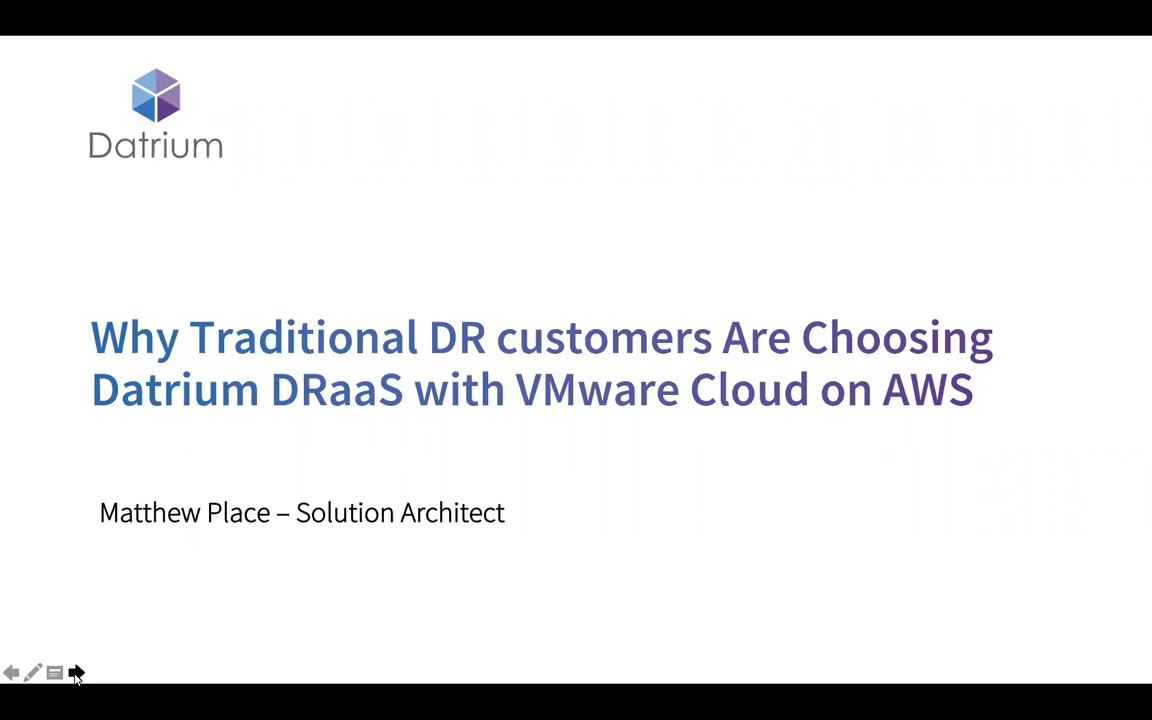 Datrium
Why Traditional DR customers Are Choosing
Datrium DRaaS with VMware Cloud on AWS
Matthew Place – Solution Architect